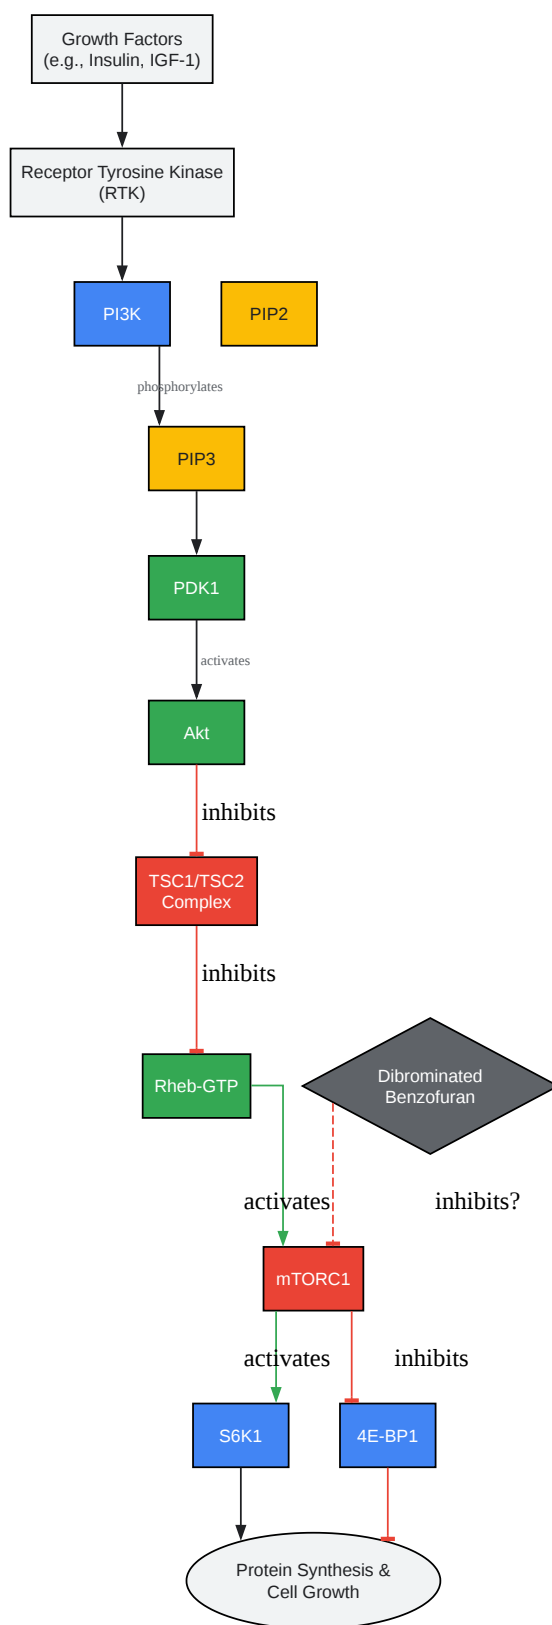 Growth Factors
(e.g., Insulin, IGF-1)
Receptor Tyrosine Kinase
(RTK)
PI3K
PIP2
phosphorylates
PIP3
PDK1
activates
Akt
inhibits
TSC1/TSC2
Complex
inhibits
Rheb-GTP
Dibrominated
Benzofuran
activates
inhibits?
mTORC1
activates
inhibits
S6K1
4E-BP1
Protein Synthesis &
Cell Growth